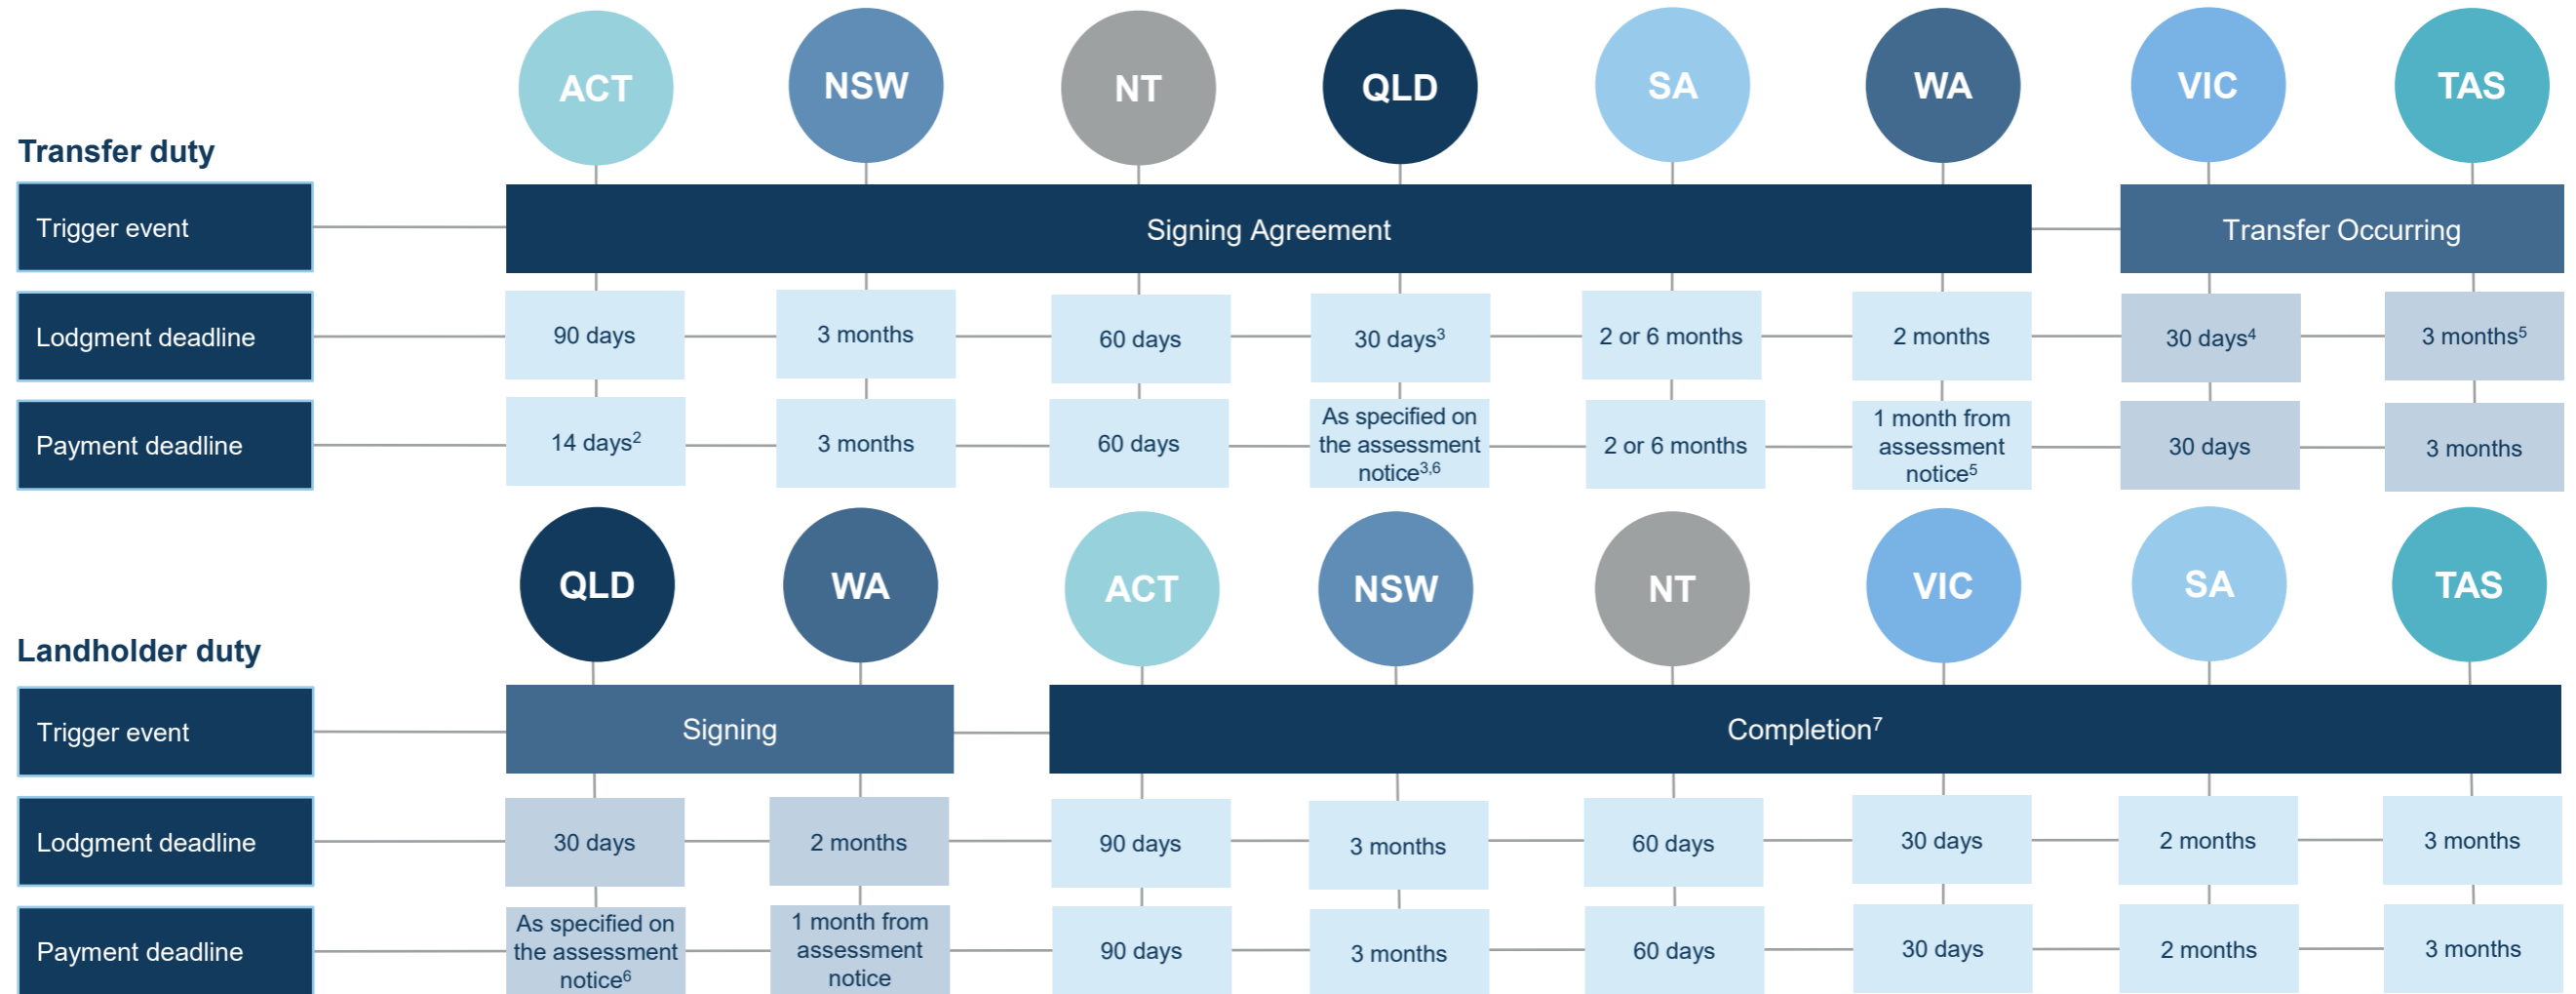 ACT
NSW
NT
QLD
SA
WA
VIC
TAS
Transfer duty
Trigger event
Signing Agreement
Transfer Occurring
Lodgment deadline
90 days
3 months
60 days
30 days³
2 or 6 months
2 months
30 days⁴
3 months⁵
Payment deadline
14 days²
3 months
60 days
As specified on
the assessment
notice³,⁶
2 or 6 months
1 month from
assessment
notice⁵
30 days
3 months
QLD
WA
ACT
NSW
NT
VIC
SA
TAS
Landholder duty
Trigger event
Signing
Completion⁷
Lodgment deadline
30 days
2 months
90 days
3 months
60 days
30 days
2 months
3 months
Payment deadline
As specified on
the assessment
notice⁶
1 month from
assessment
notice
90 days
3 months
60 days
30 days
2 months
3 months